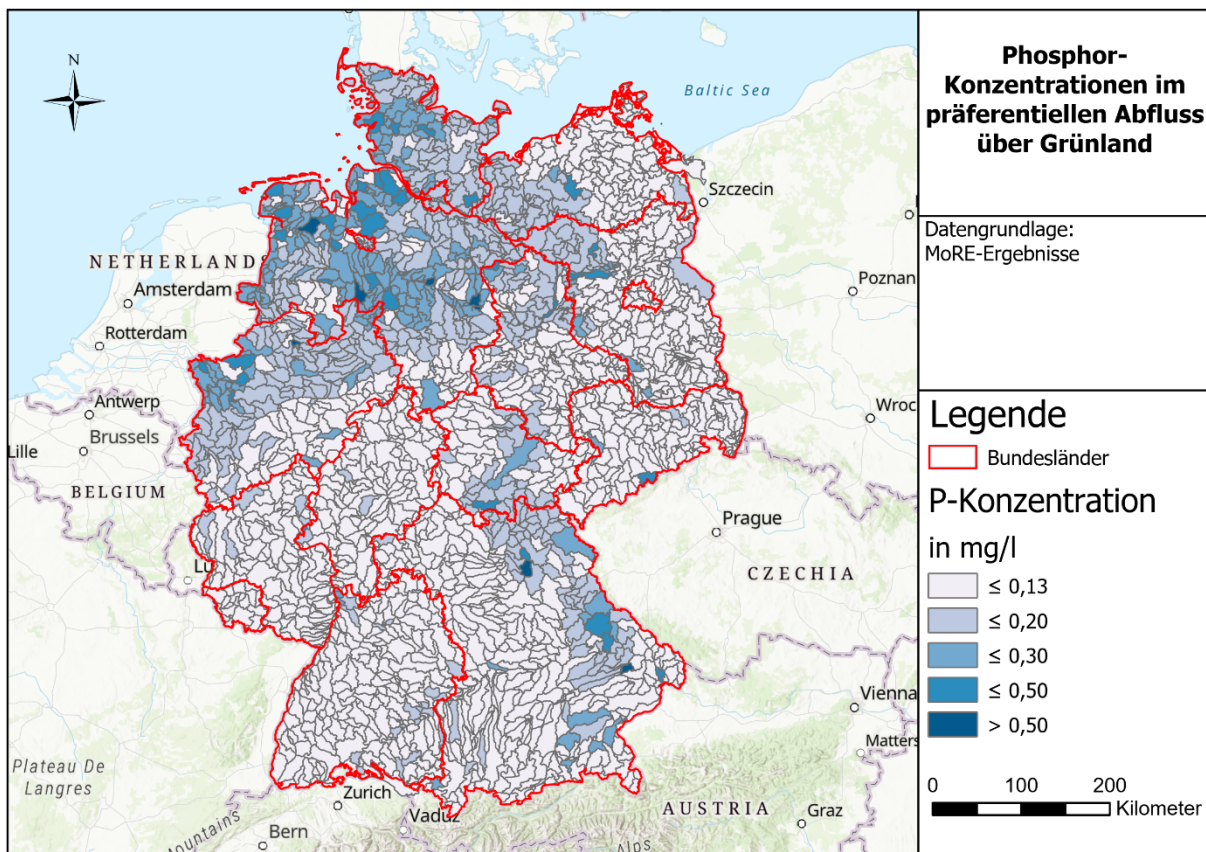 N
Baltic Sea
Szczecin
NETHERLANDS
Amsterdam
Poznan
Rotterdam
Antwerp
Wroc
Brussels
Lille
BELGIUM
Prague
Lu
CZECHIA
Vienna
Matters
Plateau De
Langres
Zurich
AUSTRIA
Graz
Vaduz
Bern
Mountains
Alps
Phosphor-
Konzentrationen im
präferentiellen Abfluss
über Grünland
Datengrundlage:
MoRE-Ergebnisse
Legende
Bundesländer
P-Konzentration
in mg/l
≤ 0,13
≤ 0,20
≤ 0,30
≤ 0,50
> 0,50
0 100 200
Kilometer